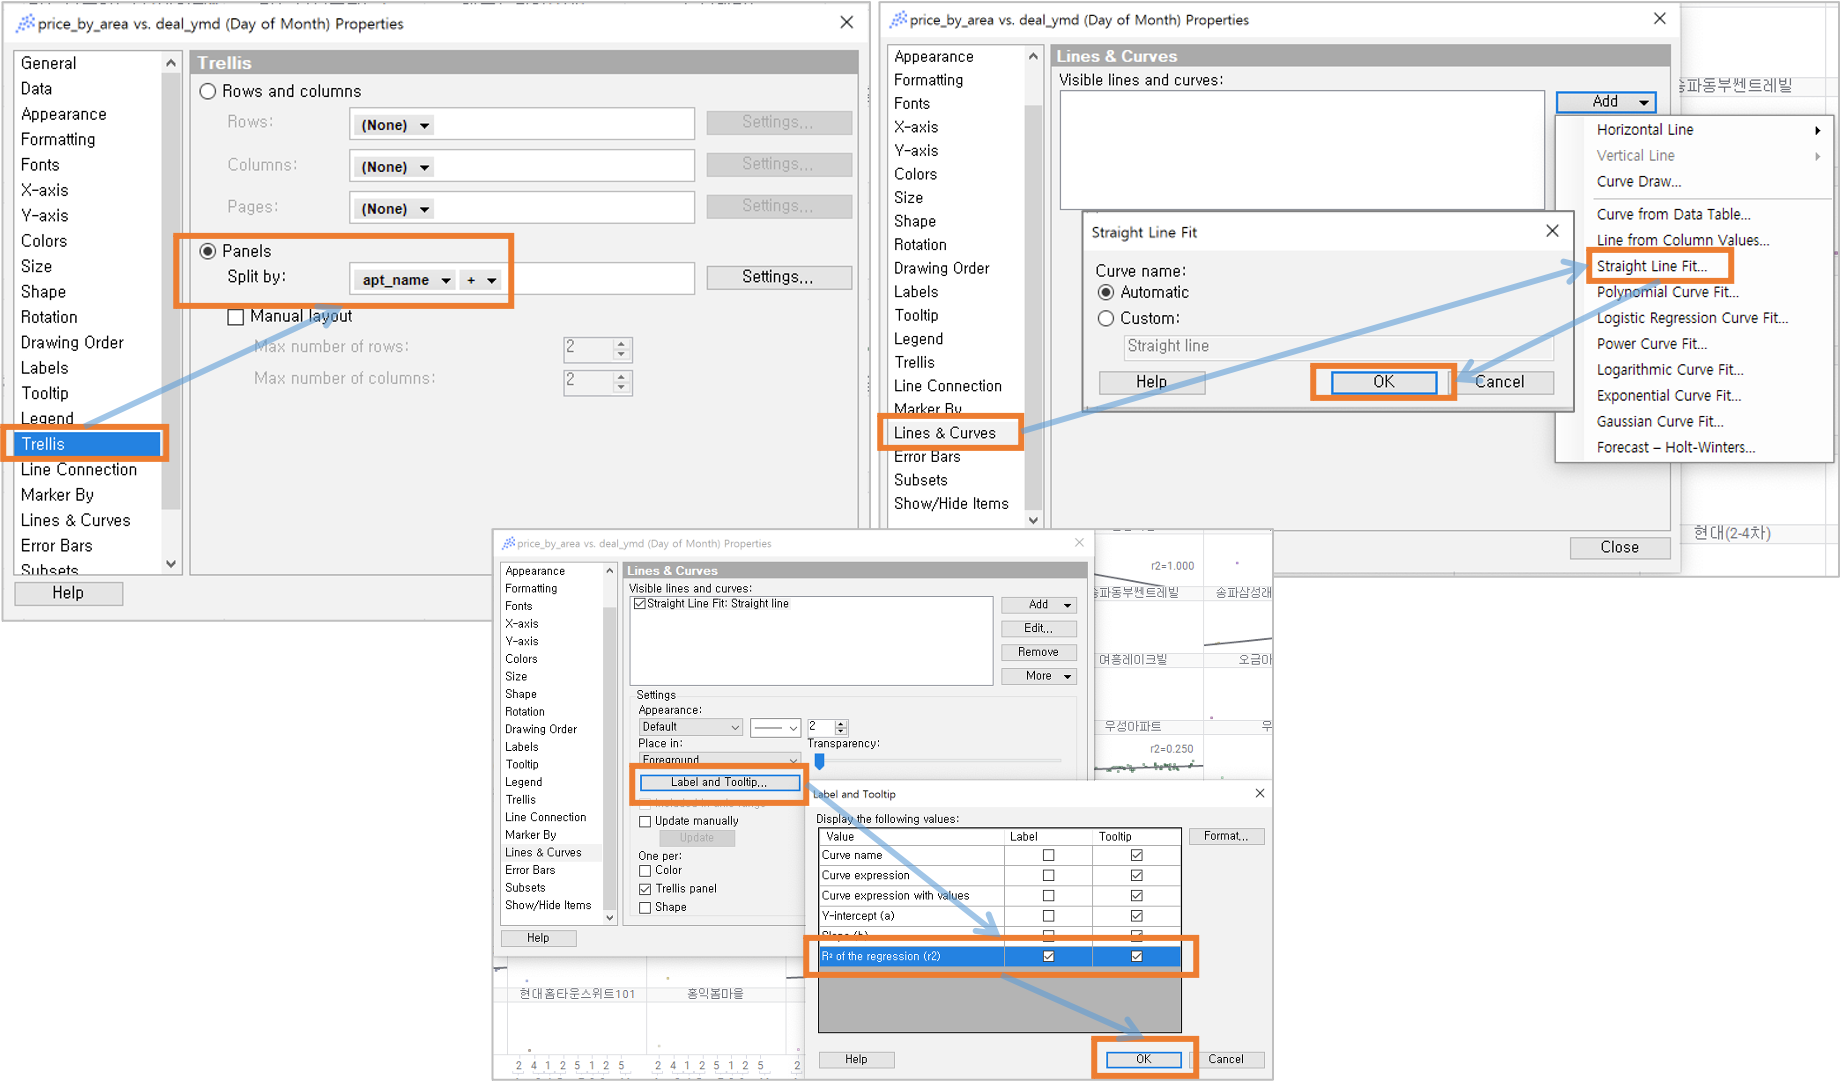 price_by_area vs. deal_ymd (Day of Month) Properties
General
Data
Appearance
Formatting
Fonts
X-axis
Y-axis
Colors
Size
Shape
Rotation
Drawing Order
Labels
Tooltip
Legend
Trellis
Line Connection
Marker By
Lines & Curves
Error Bars
Subsets
Help
Trellis
Rows and columns
Rows:
(None)
Settings...
Columns:
(None)
Settings...
Pages:
(None)
Settings...
Panels
Split by:
apt_name
+
Settings...
Manual layout
Max number of rows:
2
Max number of columns:
2
price_by_area vs. deal_ymd (Day of Month) Properties
Appearance
Formatting
Fonts
X-axis
Y-axis
Colors
Size
Shape
Rotation
Drawing Order
Labels
Tooltip
Legend
Trellis
Line Connection
Marker By
Lines & Curves
Error Bars
Subsets
Show/Hide Items
Lines & Curves
Visible lines and curves:
Add
Horizontal Line
Vertical Line
Curve Draw...
Curve from Data Table...
Line from Column Values...
Straight Line Fit...
Polynomial Curve Fit...
Logistic Regression Curve Fit...
Power Curve Fit...
Logarithmic Curve Fit...
Exponential Curve Fit...
Gaussian Curve Fit...
Forecast – Holt-Winters...
Straight Line Fit
Curve name:
Automatic
Custom:
Straight line
Help
OK
Cancel
Close
송파동부쎈트레빌
현대(2-4차)
price_by_area vs. deal_ymd (Day of Month) Properties
Appearance
Formatting
Fonts
X-axis
Y-axis
Colors
Size
Shape
Rotation
Drawing Order
Labels
Tooltip
Legend
Trellis
Line Connection
Marker By
Lines & Curves
Error Bars
Subsets
Show/Hide Items
Help
Lines & Curves
Visible lines and curves:
Straight Line Fit: Straight line
Add
Edit...
Remove
More
Settings
Appearance:
Default
2
Place in:
Transparency:
Foreground
Label and Tooltip...
Included in axis range
Update manually
Update
One per:
Color
Trellis panel
Shape
r2=1.000
송파동부쎈트레빌
송파삼성래
여흥레이크빌
오금아
우성아파트
우
r2=0.250
Label and Tooltip
Display the following values:
Value Label Tooltip
Curve name
Curve expression
Curve expression with values
Y-intercept (a)
Slope (b)
R² of the regression (r2)
Format...
Help
OK
Cancel
현대홈타운스위트101
홍익봄마을
2 4 1 2 5 1 2 5
2 4 1 2 5 1 2 5
2